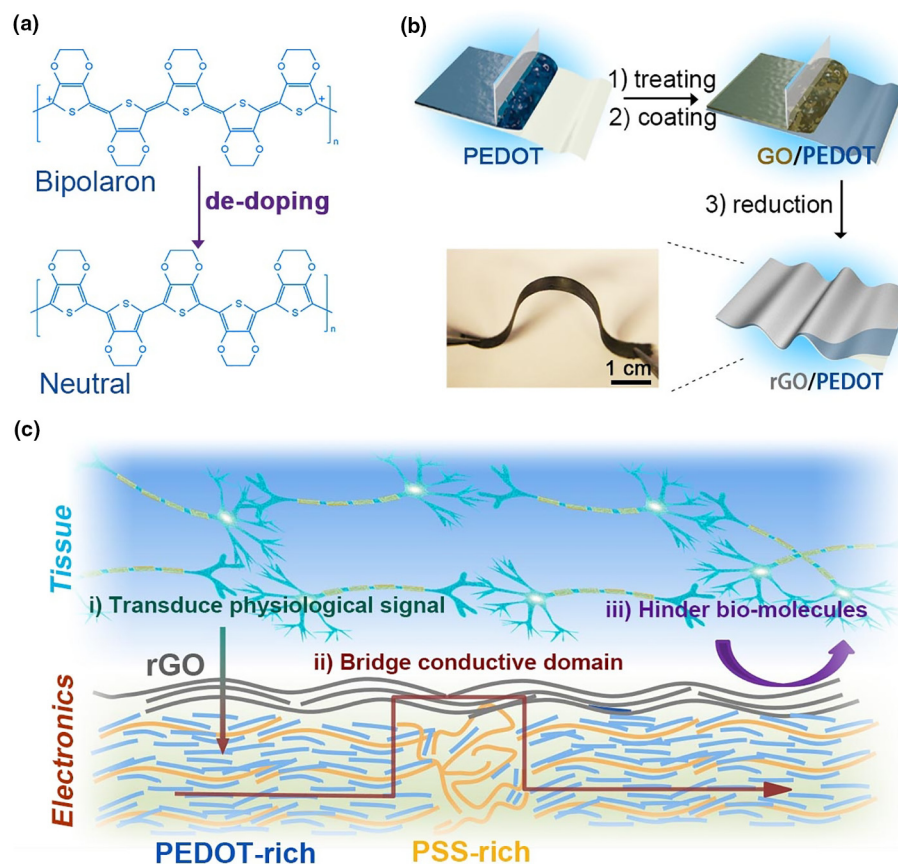 (a)
S
S
S
S
S
O
O
O
O
O
O
O
O
O
O
+
+
n
Bipolaron
de-doping
S
S
S
S
S
O
O
O
O
O
O
O
O
O
O
n
Neutral
(b)
PEDOT
1) treating
2) coating
GO/PEDOT
3) reduction
1 cm
rGO/PEDOT
(c)
Tissue
i) Transduce physiological signal
iii) Hinder bio-molecules
rGO
ii) Bridge conductive domain
Electronics
PEDOT-rich
PSS-rich